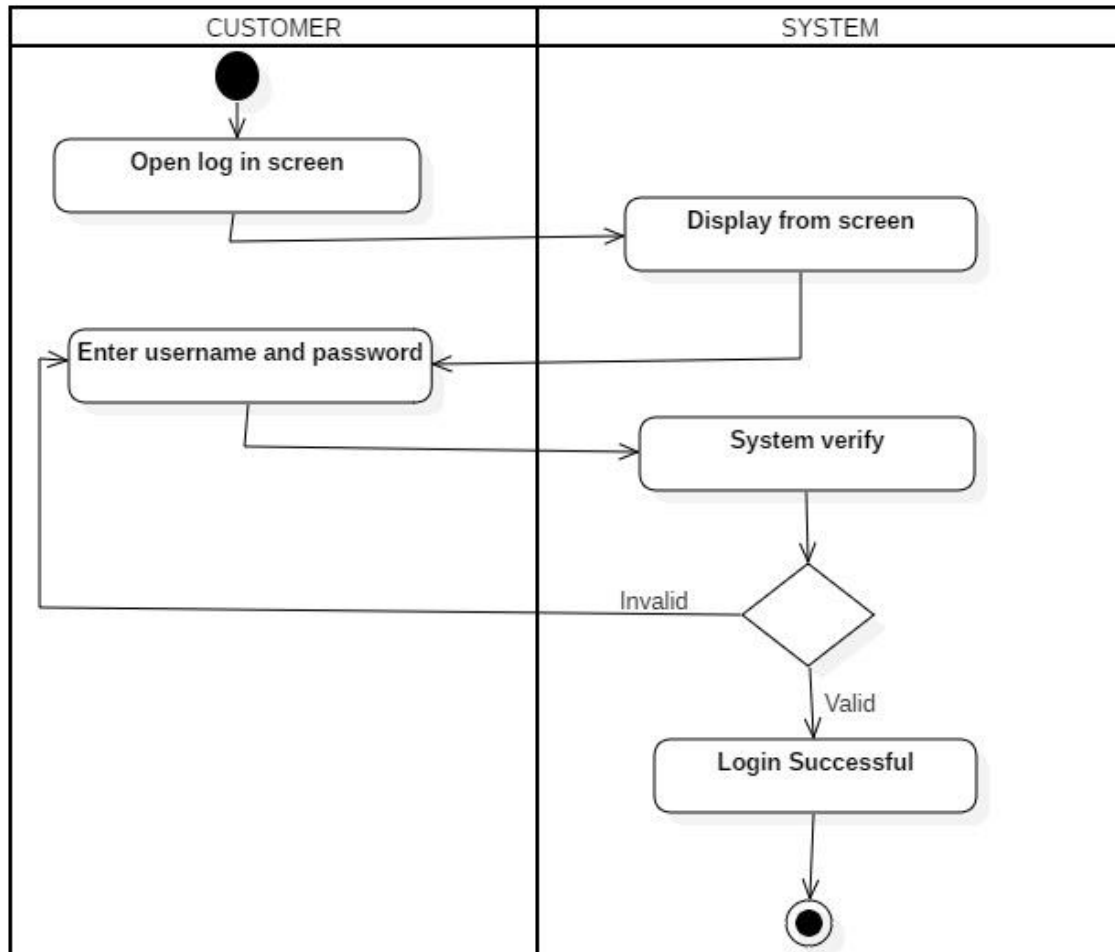 CUSTOMER
SYSTEM
Open log in screen
Display from screen
Enter username and password
System verify
Invalid
Valid
Login Successful